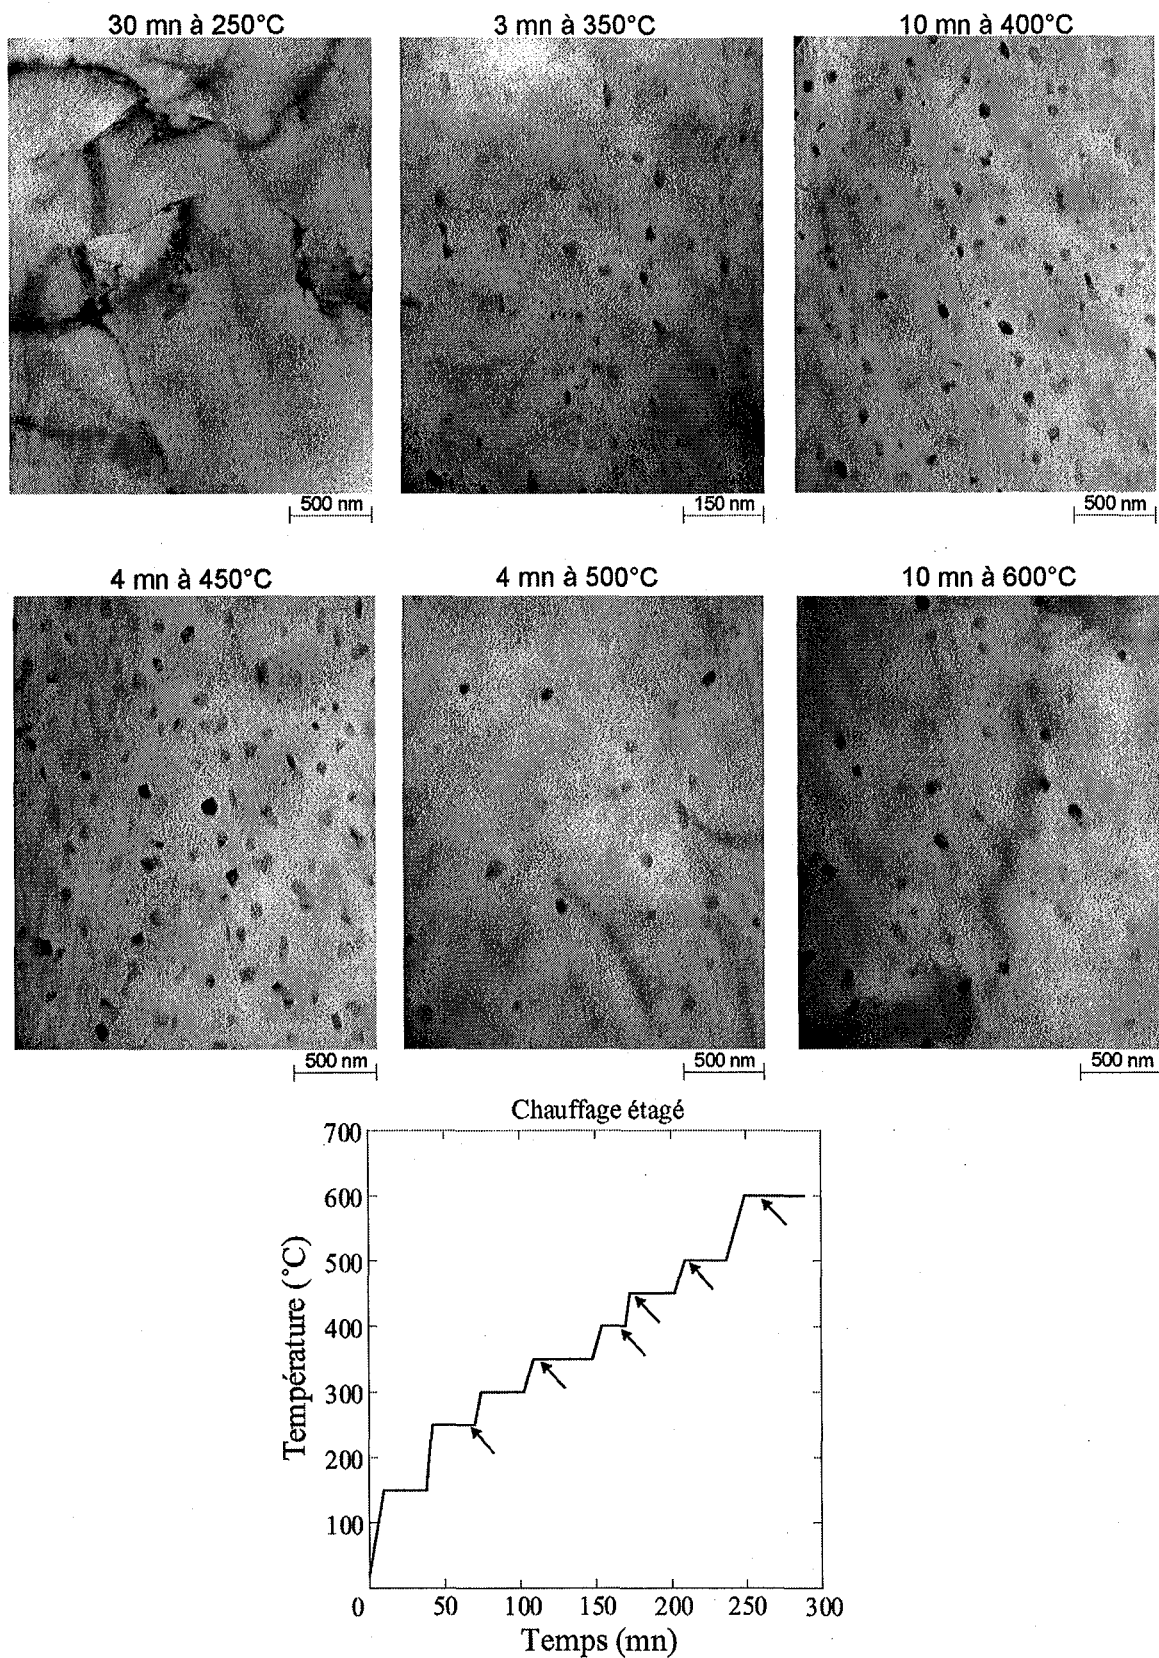 30 mn à 250°C
3 mn à 350°C
10 mn à 400°C
500 nm
150 nm
500 nm
4 mn à 450°C
4 mn à 500°C
10 mn à 600°C
500 nm
500 nm
500 nm
Chauffage étagé
700
600
500
400
300
200
100
0
50
100
150
200
250
300
Température (°C)
Temps (mn)